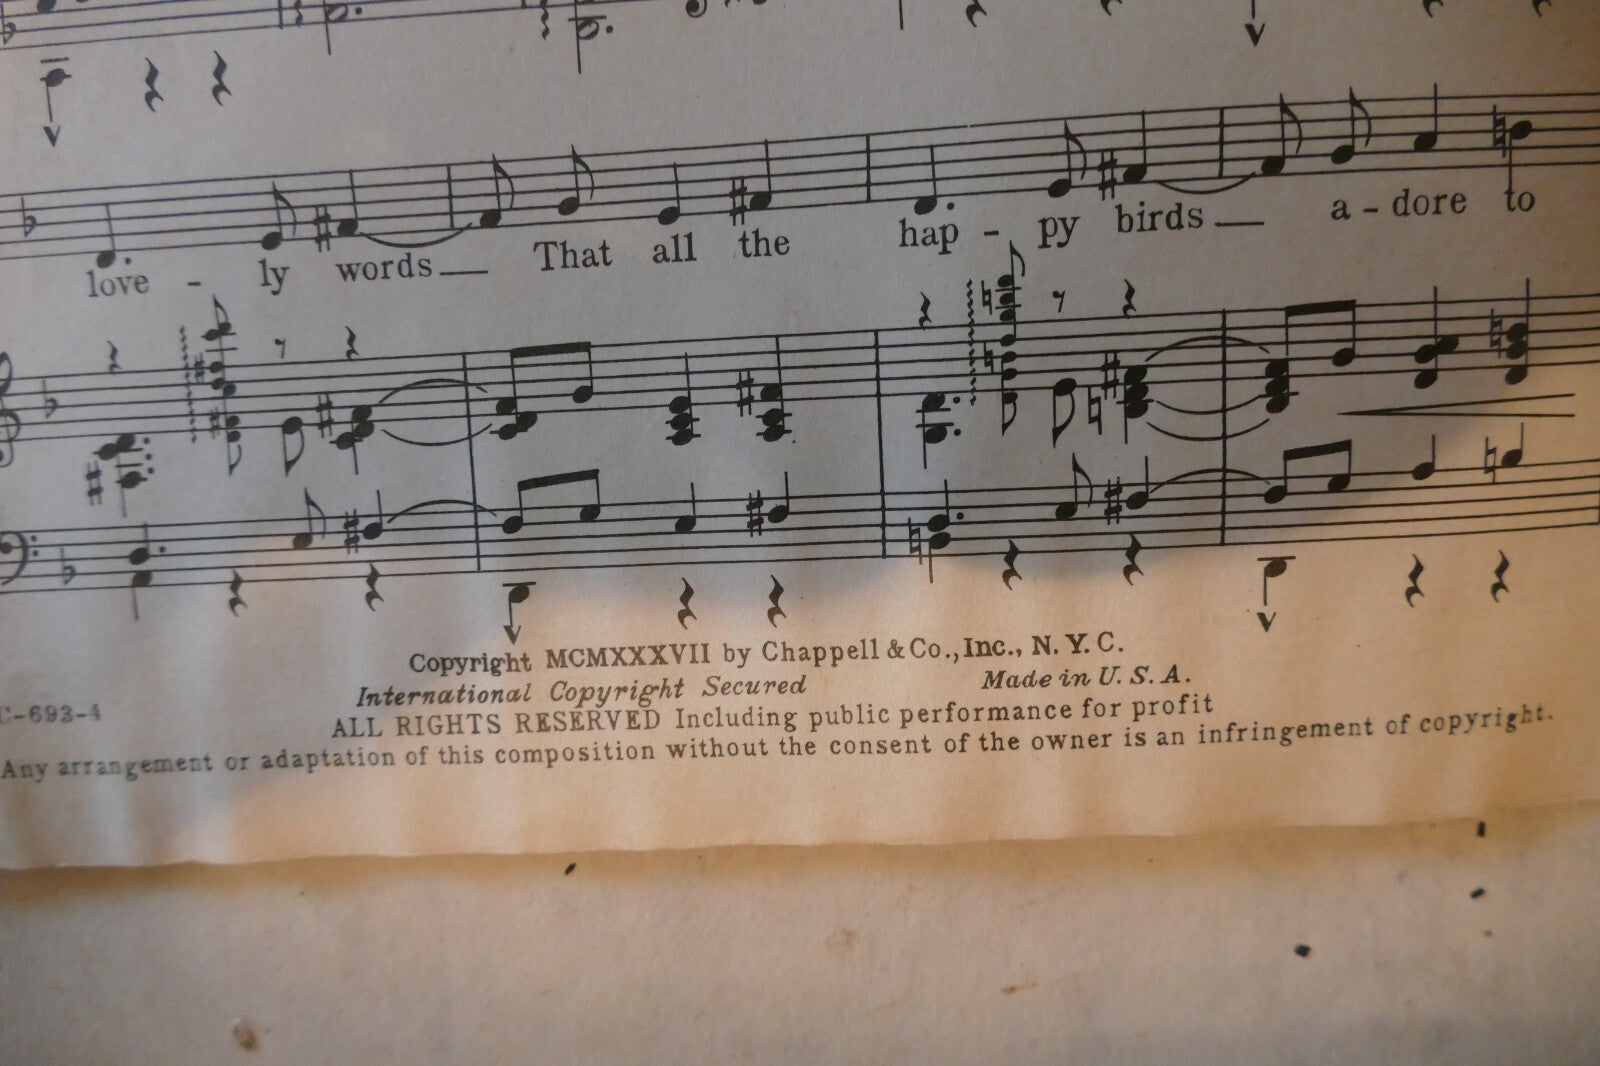 love - ly words— That all the hap - py birds— a - dore to
Copyright MCMXXXVII by Chappell & Co., Inc., N. Y. C.
International Copyright Secured Made in U. S. A.
C-693-4
ALL RIGHTS RESERVED Including public performance for profit
Any arrangement or adaptation of this composition without the consent of the owner is an infringement of copyright.